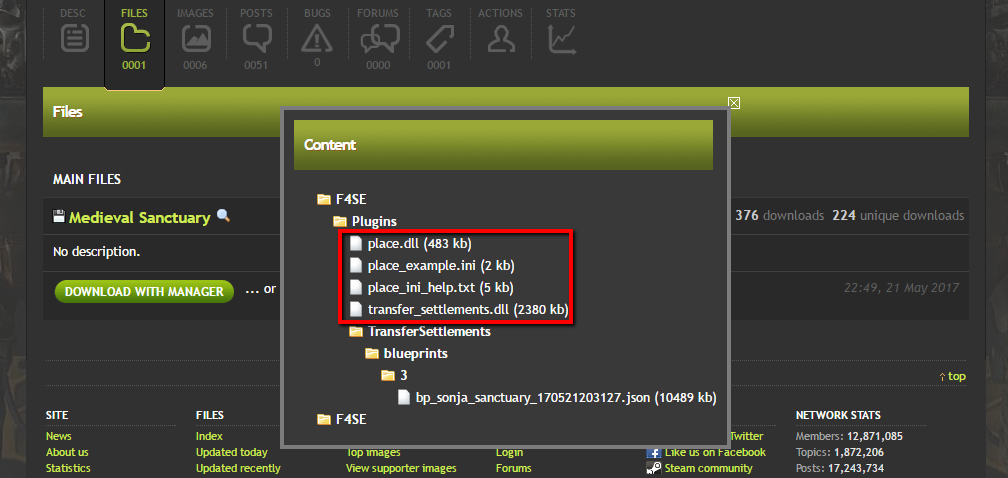 DESC FILES IMAGES POSTS BUGS FORUMS TAGS ACTIONS STATS
0001 0006 0051 0 0000 0001
Files
Content
MAIN FILES
F4SE
Medieval Sanctuary
376 downloads 224 unique downloads
Plugins
place.dll (483 kb)
No description.
place_example.ini (2 kb)
place_ini_help.txt (5 kb)
DOWNLOAD WITH MANAGER ... or
22:49, 21 May 2017
transfer_settlements.dll (2380 kb)
TransferSettlements
blueprints
3
top
bp_sonja_sanctuary_170521203127.json (10489 kb)
F4SE
SITE FILES NETWORK STATS
News Index Twitter Members: 12,871,085
About us Updated today Top images Login Like us on Facebook Topics: 1,872,206
Statistics Updated recently View supporter images Forums Steam community Posts: 17,243,734